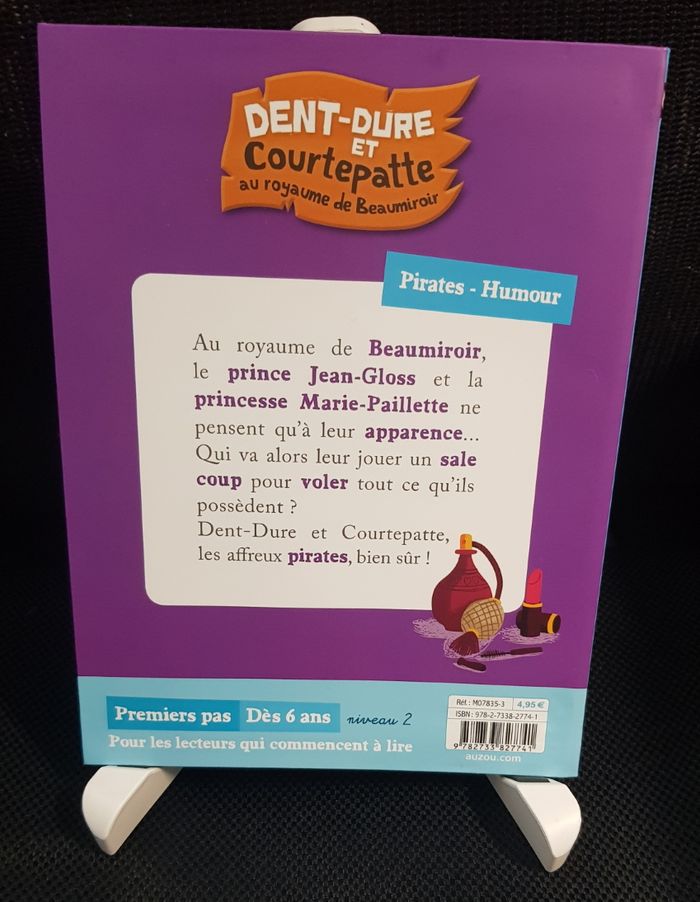 DENT-DURE
ET
Courtepatte
au royaume de Beaumiroir
Pirates - Humour
Au royaume de Beaumiroir,
le prince Jean-Gloss et la
princesse Marie-Paillette ne
pensent qu'à leur apparence...
Qui va alors leur jouer un sale
coup pour voler tout ce qu'ils
possèdent ?
Dent-Dure et Courtepatte,
les affreux pirates, bien sûr !
Premiers pas Dès 6 ans niveau 2
Pour les lecteurs qui commencent à lire
Réf.: M07835-3 4,95 €
ISBN : 978-2-7338-2774-1
9 782733 827741
auzou.com